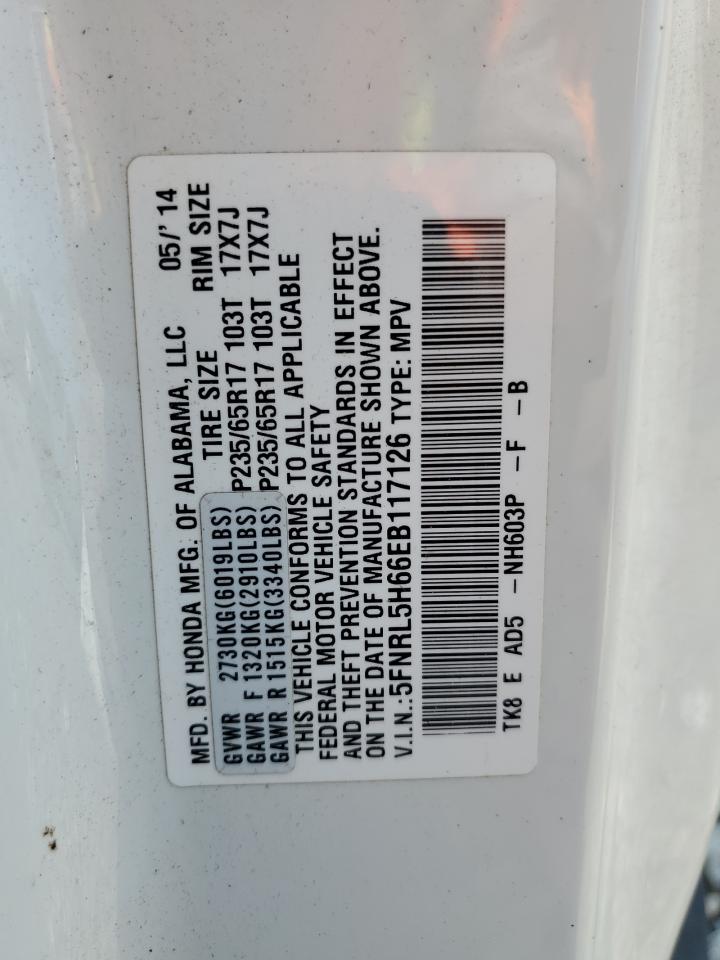 MFD. BY HONDA MFG. OF ALABAMA, LLC 05/' 14
TIRE SIZE RIM SIZE
GVWR 2730KG(6019LBS)
GAWR F 1320KG(2910LBS) P235/65R17 103T 17X7J
GAWR R 1515KG(3340LBS) P235/65R17 103T 17X7J
THIS VEHICLE CONFORMS TO ALL APPLICABLE
FEDERAL MOTOR VEHICLE SAFETY
AND THEFT PREVENTION STANDARDS IN EFFECT
ON THE DATE OF MANUFACTURE SHOWN ABOVE.
V.I.N.:5FNRL5H66EB117126 TYPE: MPV
TK8 E AD5 -NH603P -F -B